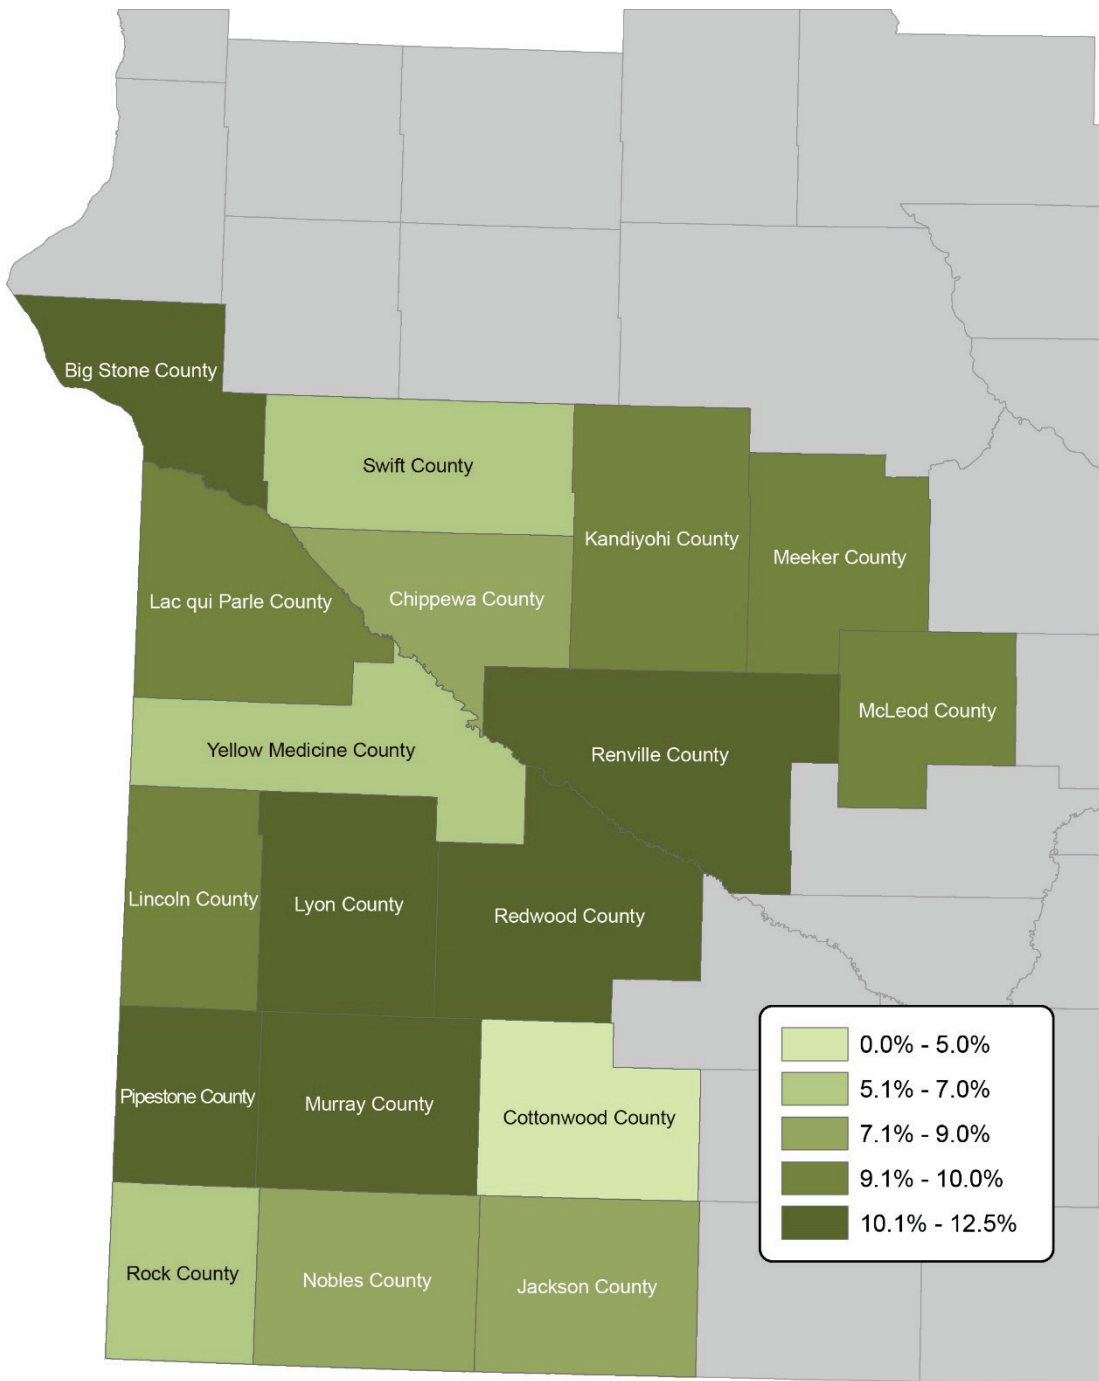 Big Stone County
Swift County
Kandiyohi County
Meeker County
Lac qui Parle County
Chippewa County
McLeod County
Yellow Medicine County
Renville County
Lincoln County
Lyon County
Redwood County
Pipestone County
Murray County
Cottonwood County
Rock County
Nobles County
Jackson County
0.0% - 5.0%
5.1% - 7.0%
7.1% - 9.0%
9.1% - 10.0%
10.1% - 12.5%